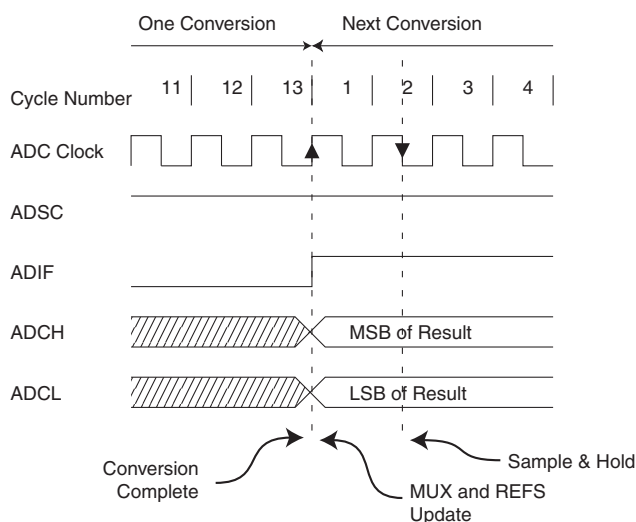 One Conversion Next Conversion
Cycle Number 11 12 13 1 2 3 4
ADC Clock
ADSC
ADIF
ADCH MSB of Result
ADCL LSB of Result
Conversion
Complete
MUX and REFS
Update
Sample & Hold